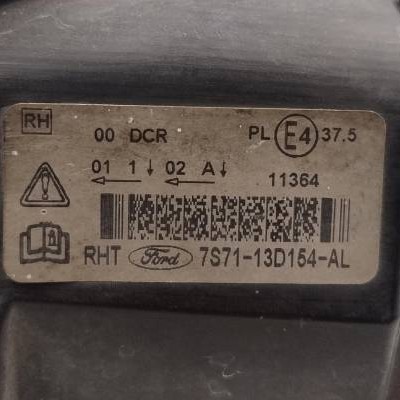 RH
00 DCR PL E4 37.5
01 1↓ 02 A↓
←
←
11364
RHT Ford 7S71-13D154-AL